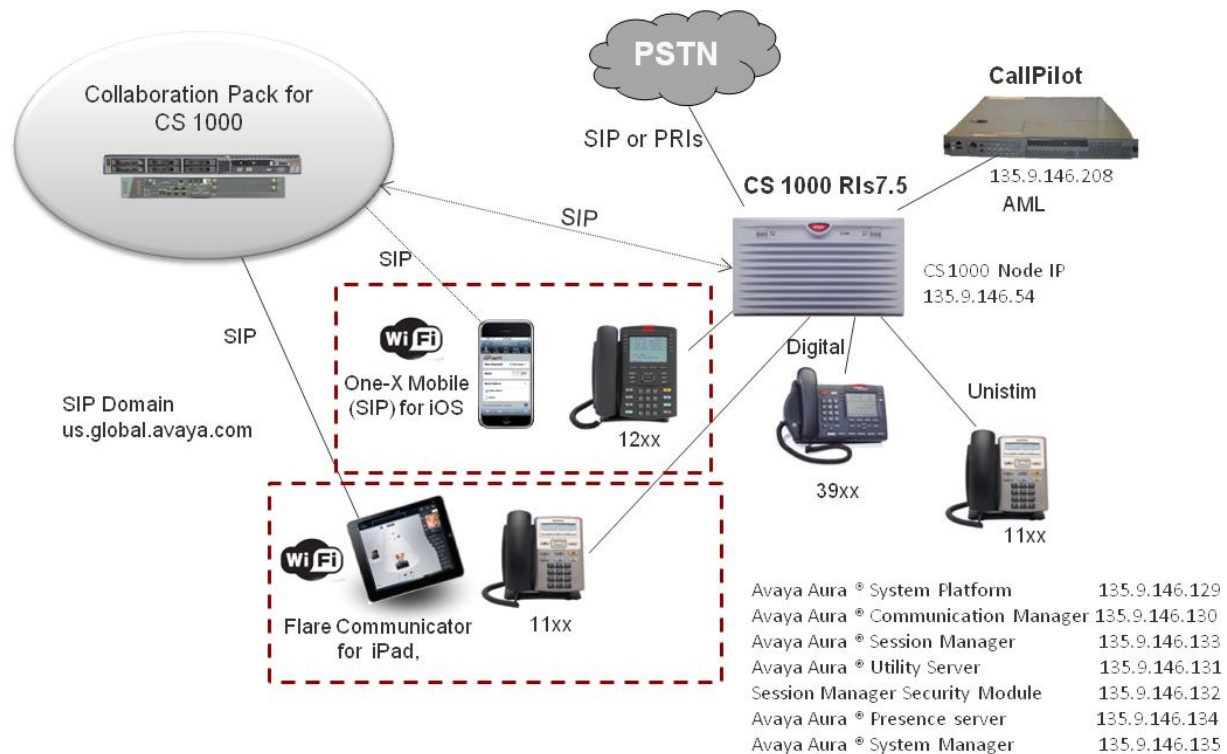 PSTN
Collaboration Pack for
CS 1000
CallPilot
SIP or PRIs
135.9.146.208
AML
CS 1000 Rls7.5
SIP
SIP
CS1000 Node IP
135.9.146.54
SIP
WiFi
One-X Mobile
(SIP) for iOS
12xx
Digital
39xx
Unistim
11xx
SIP Domain
us.global.avaya.com
WiFi
Flare Communicator
for iPad,
11xx
Avaya Aura ® System Platform 135.9.146.129
Avaya Aura ® Communication Manager 135.9.146.130
Avaya Aura ® Session Manager 135.9.146.133
Avaya Aura ® Utility Server 135.9.146.131
Session Manager Security Module 135.9.146.132
Avaya Aura ® Presence server 135.9.146.134
Avaya Aura ® System Manager 135.9.146.135